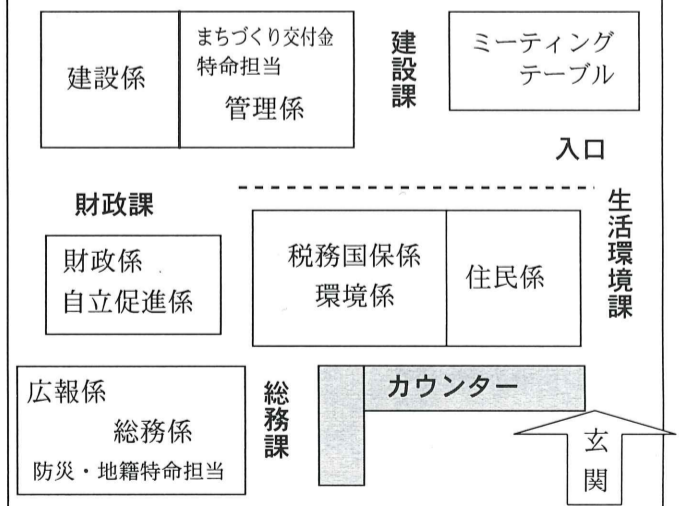 建設係
まちづくり交付金
特命担当
管理係
建設課
ミーティング
テーブル
入口
財政課
生活環境課
財政係
自立促進係
税務国保係
環境係
住民係
広報係
総務係
防災・地籍特命担当
総務課
カウンター
玄関